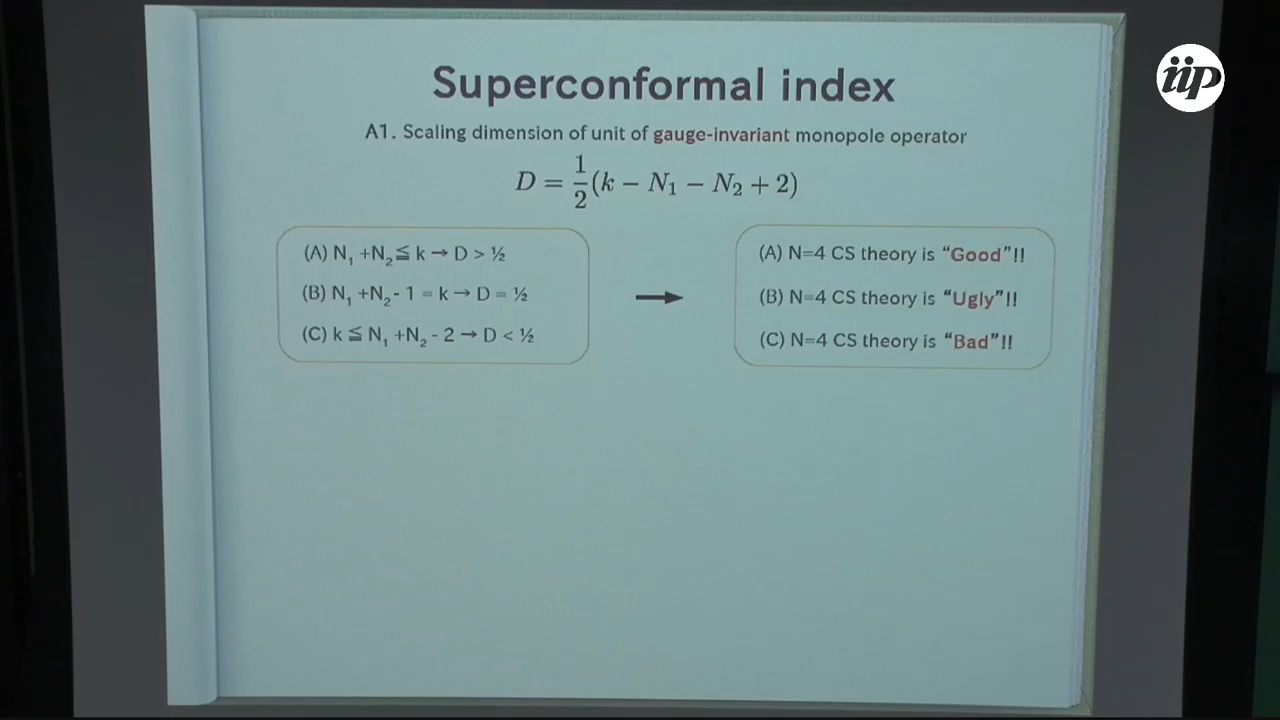 Superconformal index
iip
A1. Scaling dimension of unit of gauge-invariant monopole operator
D = 1/2 (k − N₁ − N₂ + 2)
(A) N₁ +N₂≦ k → D > ½
(B) N₁ +N₂- 1 = k → D = ½
(C) k ≦ N₁ +N₂ - 2 → D < ½
(A) N=4 CS theory is “Good”!!
(B) N=4 CS theory is “Ugly”!!
(C) N=4 CS theory is “Bad”!!